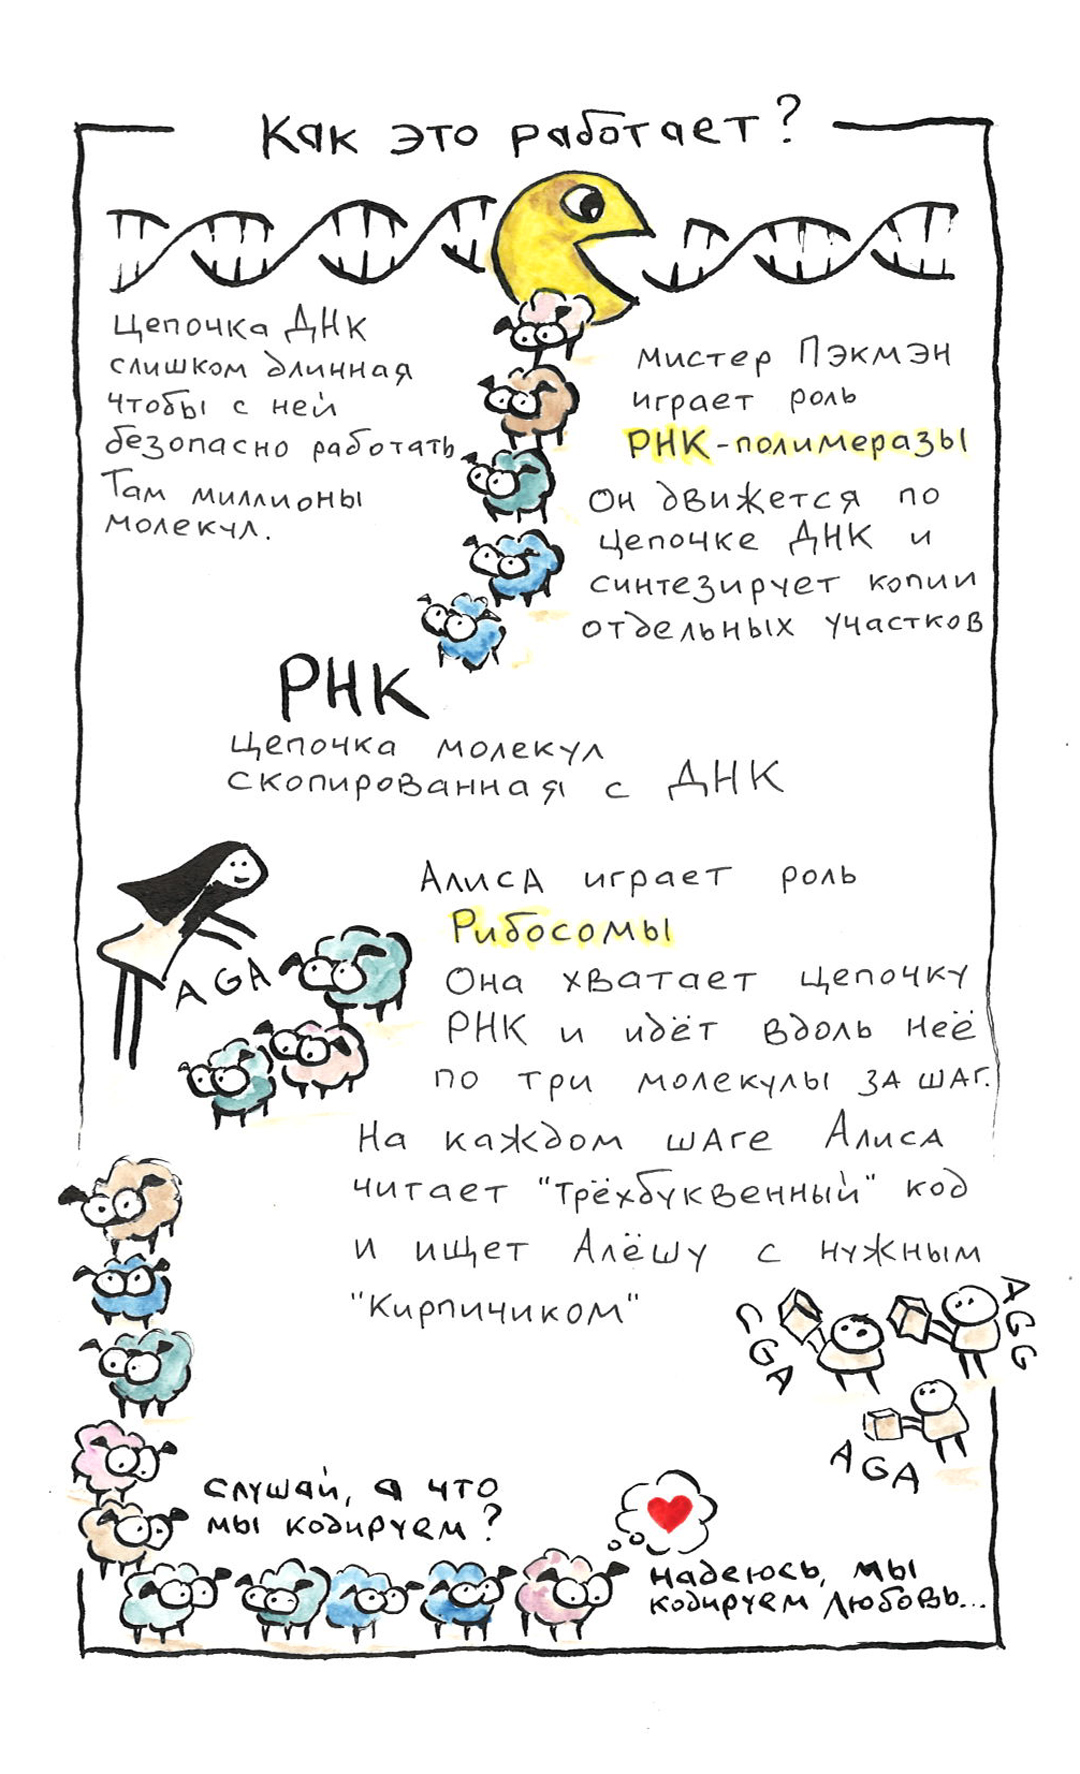 Как это работает?
Цепочка ДНК
слишком длинная
чтобы с ней
безопасно работать
Там миллионы
молекул.
мистер Пэкмэн
играет роль
РНК-полимеразы
Он движется по
цепочке ДНК и
синтезирует копии
отдельных участков
РНК
Цепочка молекул
скопированная с ДНК
Алиса играет роль
Рибосомы
Она хватает цепочку
РНК и идёт вдоль неё
по три молекулы за шаг.
AGA
На каждом шаге Алиса
читает "трёхбуквенный" код
и ищет Алёшу с нужным
"Кирпичиком"
CGA
AGG
AGA
слушай, а что
мы кодируем?
надеюсь, мы
кодируем любовь...